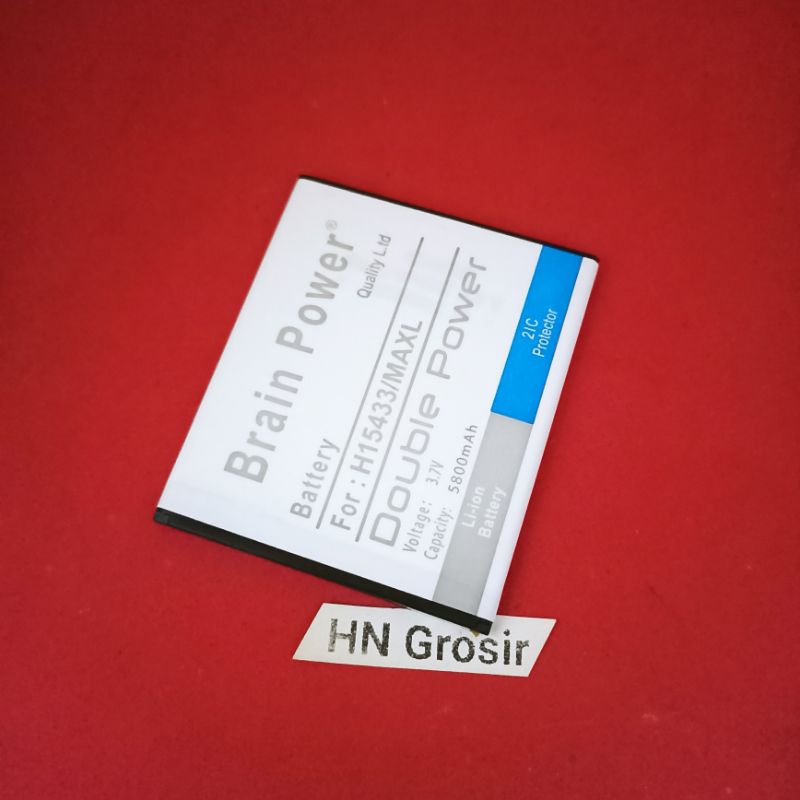 Brain Power®
Quality L.td
Battery
For : H15433/MAXL
Double Power
Voltage: 3.7V
Capacity: 5800mAh
2IC
Protector
Li-ion
Battery
HN Grosir